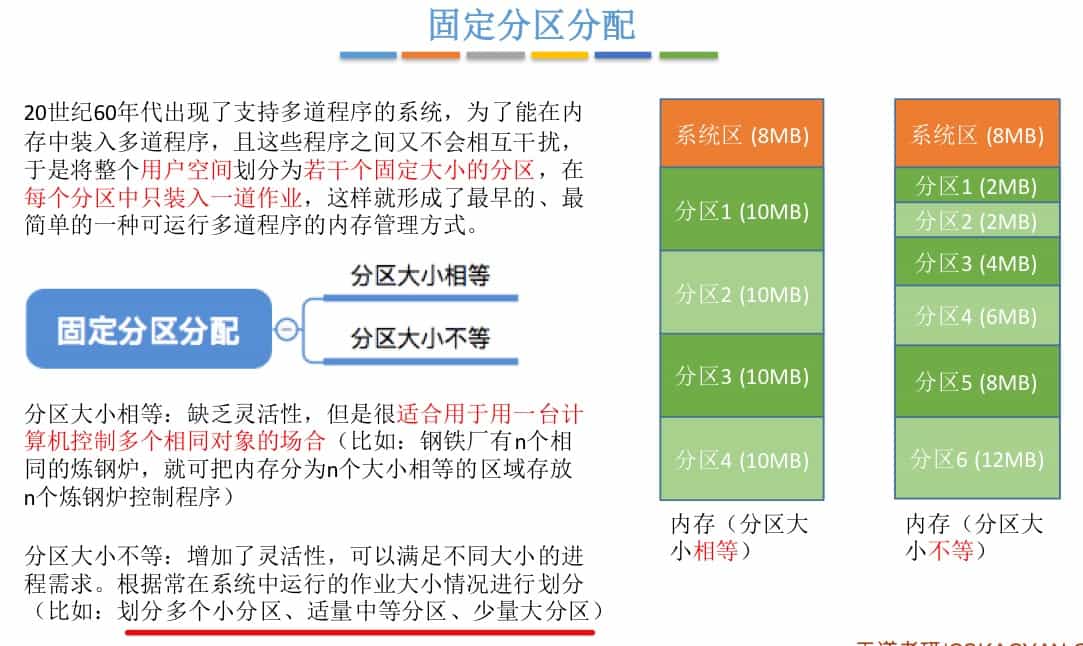 固定分区分配
20世纪60年代出现了支持多道程序的系统，为了能在内
存中装入多道程序，且这些程序之间又不会相互干扰，
于是将整个用户空间划分为若干个固定大小的分区，在
每个分区中只装入一道作业，这样就形成了最早的、最
简单的一种可运行多道程序的内存管理方式。
固定分区分配
分区大小相等
分区大小不等
分区大小相等：缺乏灵活性，但是很适合用于用一台计
算机控制多个相同对象的场合（比如：钢铁厂有n个相
同的炼钢炉，就可把内存分为n个大小相等的区域存放
n个炼钢炉控制程序）
分区大小不等：增加了灵活性，可以满足不同大小的进
程需求。根据常在系统中运行的作业大小情况进行划分
（比如：划分多个小分区、适量中等分区、少量大分区）
系统区 (8MB)
分区1 (10MB)
分区2 (10MB)
分区3 (10MB)
分区4 (10MB)
内存（分区大
小相等）
系统区 (8MB)
分区1 (2MB)
分区2 (2MB)
分区3 (4MB)
分区4 (6MB)
分区5 (8MB)
分区6 (12MB)
内存（分区大
小不等）